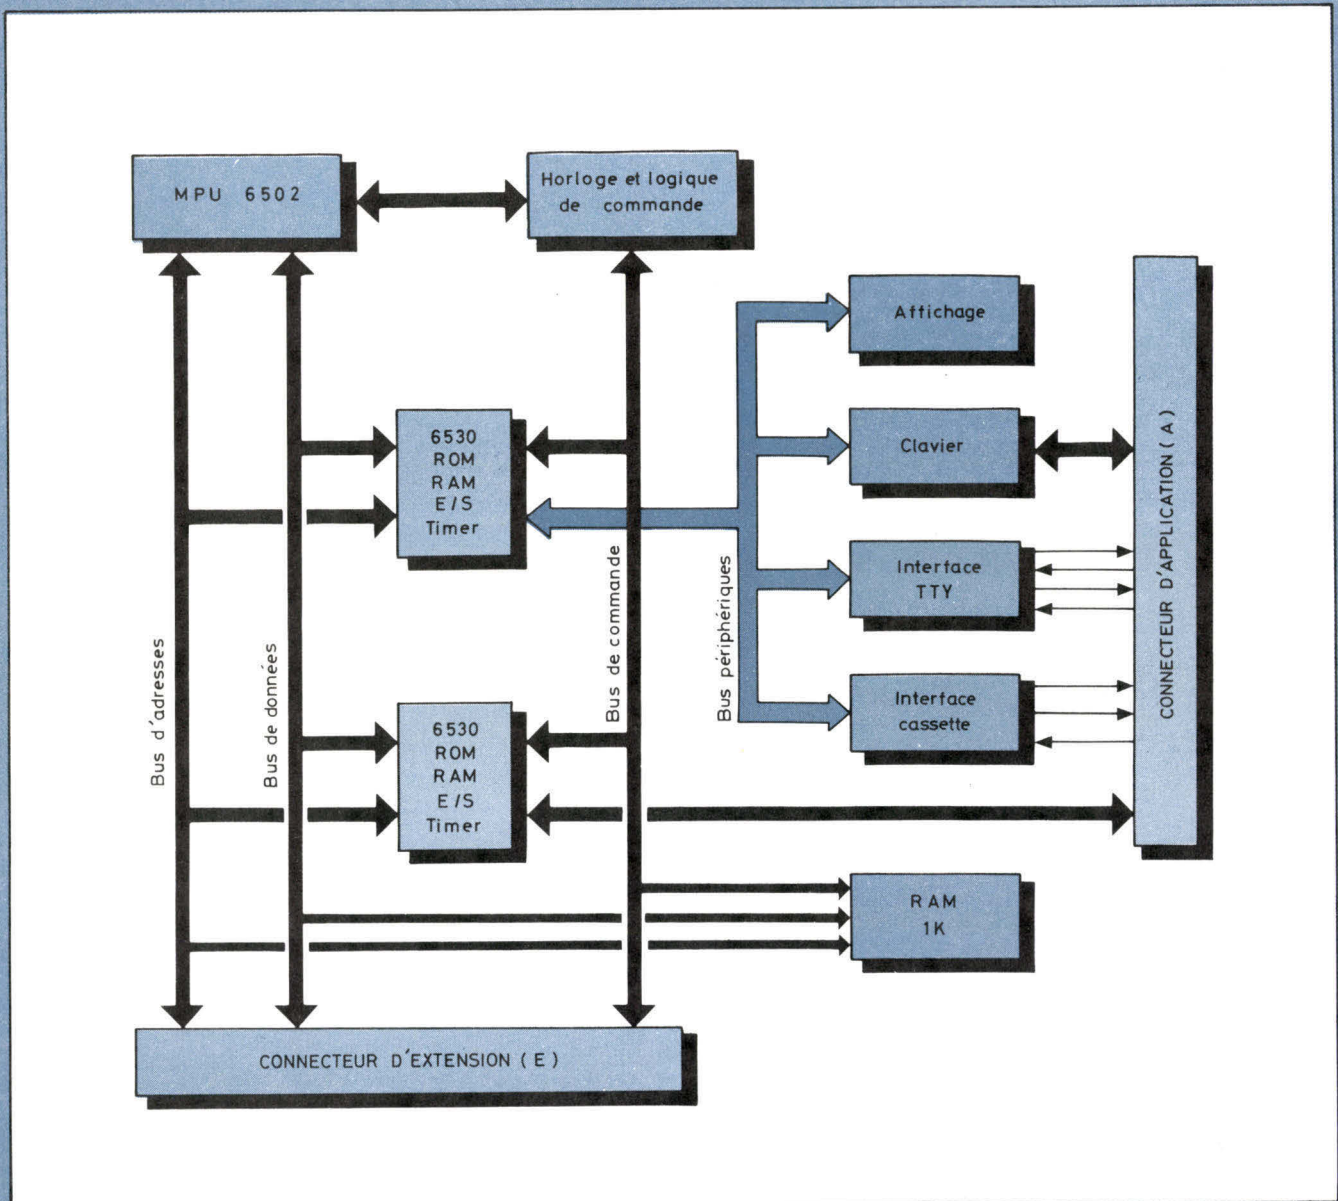 MPU 6502
Horloge et logique
de commande
Affichage
Clavier
6530
ROM
RAM
E/S
Timer
Interface
TTY
Interface
cassette
CONNECTEUR D'APPLICATION (A)
Bus d'adresses
Bus de données
Bus de commande
Bus périphériques
6530
ROM
RAM
E/S
Timer
RAM
1K
CONNECTEUR D'EXTENSION (E)